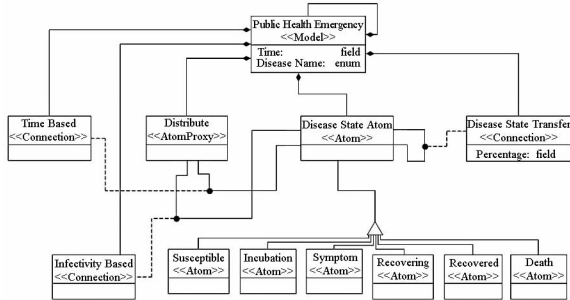 Public Health Emergency
<<Model>>
Time: field
Disease Name: enum
Time Based
<<Connection>>
Distribute
<<AtomProxy>>
Disease State Atom
<<Atom>>
Disease State Transfer
<<Connection>>
Percentage: field
Infectivity Based
<<Connection>>
Susceptible
<<Atom>>
Incubation
<<Atom>>
Symptom
<<Atom>>
Recovering
<<Atom>>
Recovered
<<Atom>>
Death
<<Atom>>